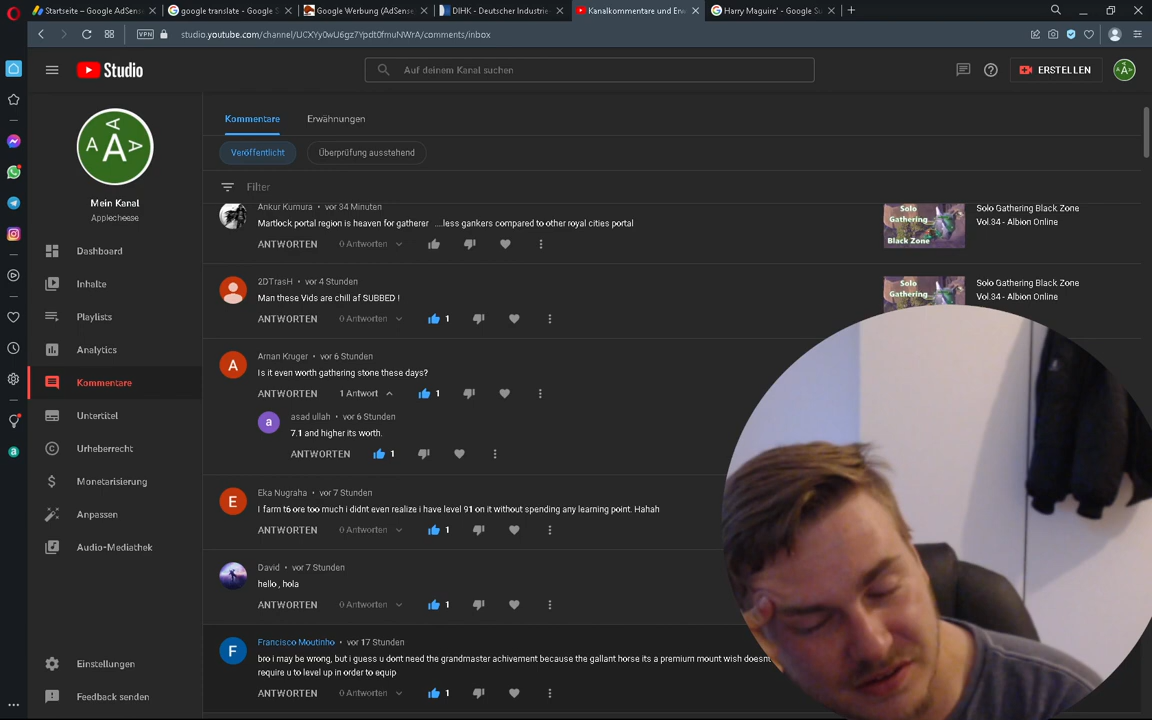 Startseite – Google AdSens
google translate - Google S
Google Werbung (AdSense
DIHK - Deutscher Industrie
Kanalkommentare und Erw
Harry Maguire' - Google Su
VPN
studio.youtube.com/channel/UCXYy0wU6gz7Ypdt0fmuNWrA/comments/inbox
Studio
Auf deinem Kanal suchen
ERSTELLEN
A A A A
Mein Kanal
Applecheese
Dashboard
Inhalte
Playlists
Analytics
Kommentare
Untertitel
Urheberrecht
Monetarisierung
Anpassen
Audio-Mediathek
Einstellungen
Feedback senden
Kommentare
Erwähnungen
Veröffentlicht
Überprüfung ausstehend
Filter
Ankur Kumura • vor 34 Minuten
Martlock portal region is heaven for gatherer ....less gankers compared to other royal cities portal
ANTWORTEN 0 Antworten
Solo
Gathering
Black Zone
Solo Gathering Black Zone
Vol.34 - Albion Online
2DTrasH • vor 4 Stunden
Man these Vids are chill af SUBBED !
ANTWORTEN 0 Antworten 1
Solo
Gathering
Solo Gathering Black Zone
Vol.34 - Albion Online
A
Arnan Kruger • vor 6 Stunden
Is it even worth gathering stone these days?
ANTWORTEN 1 Antwort 1
a
asad ullah • vor 6 Stunden
7.1 and higher its worth.
ANTWORTEN 1
E
Eka Nugraha • vor 7 Stunden
I farm t6 ore too much i didnt even realize i have level 91 on it without spending any learning point. Hahah
ANTWORTEN 0 Antworten 1
David • vor 7 Stunden
hello , hola
ANTWORTEN 0 Antworten 1
F
Francisco Moutinho • vor 17 Stunden
bro i may be wrong, but i guess u dont need the grandmaster achivement because the gallant horse its a premium mount wish doesnt
require u to level up in order to equip
ANTWORTEN 0 Antworten 1